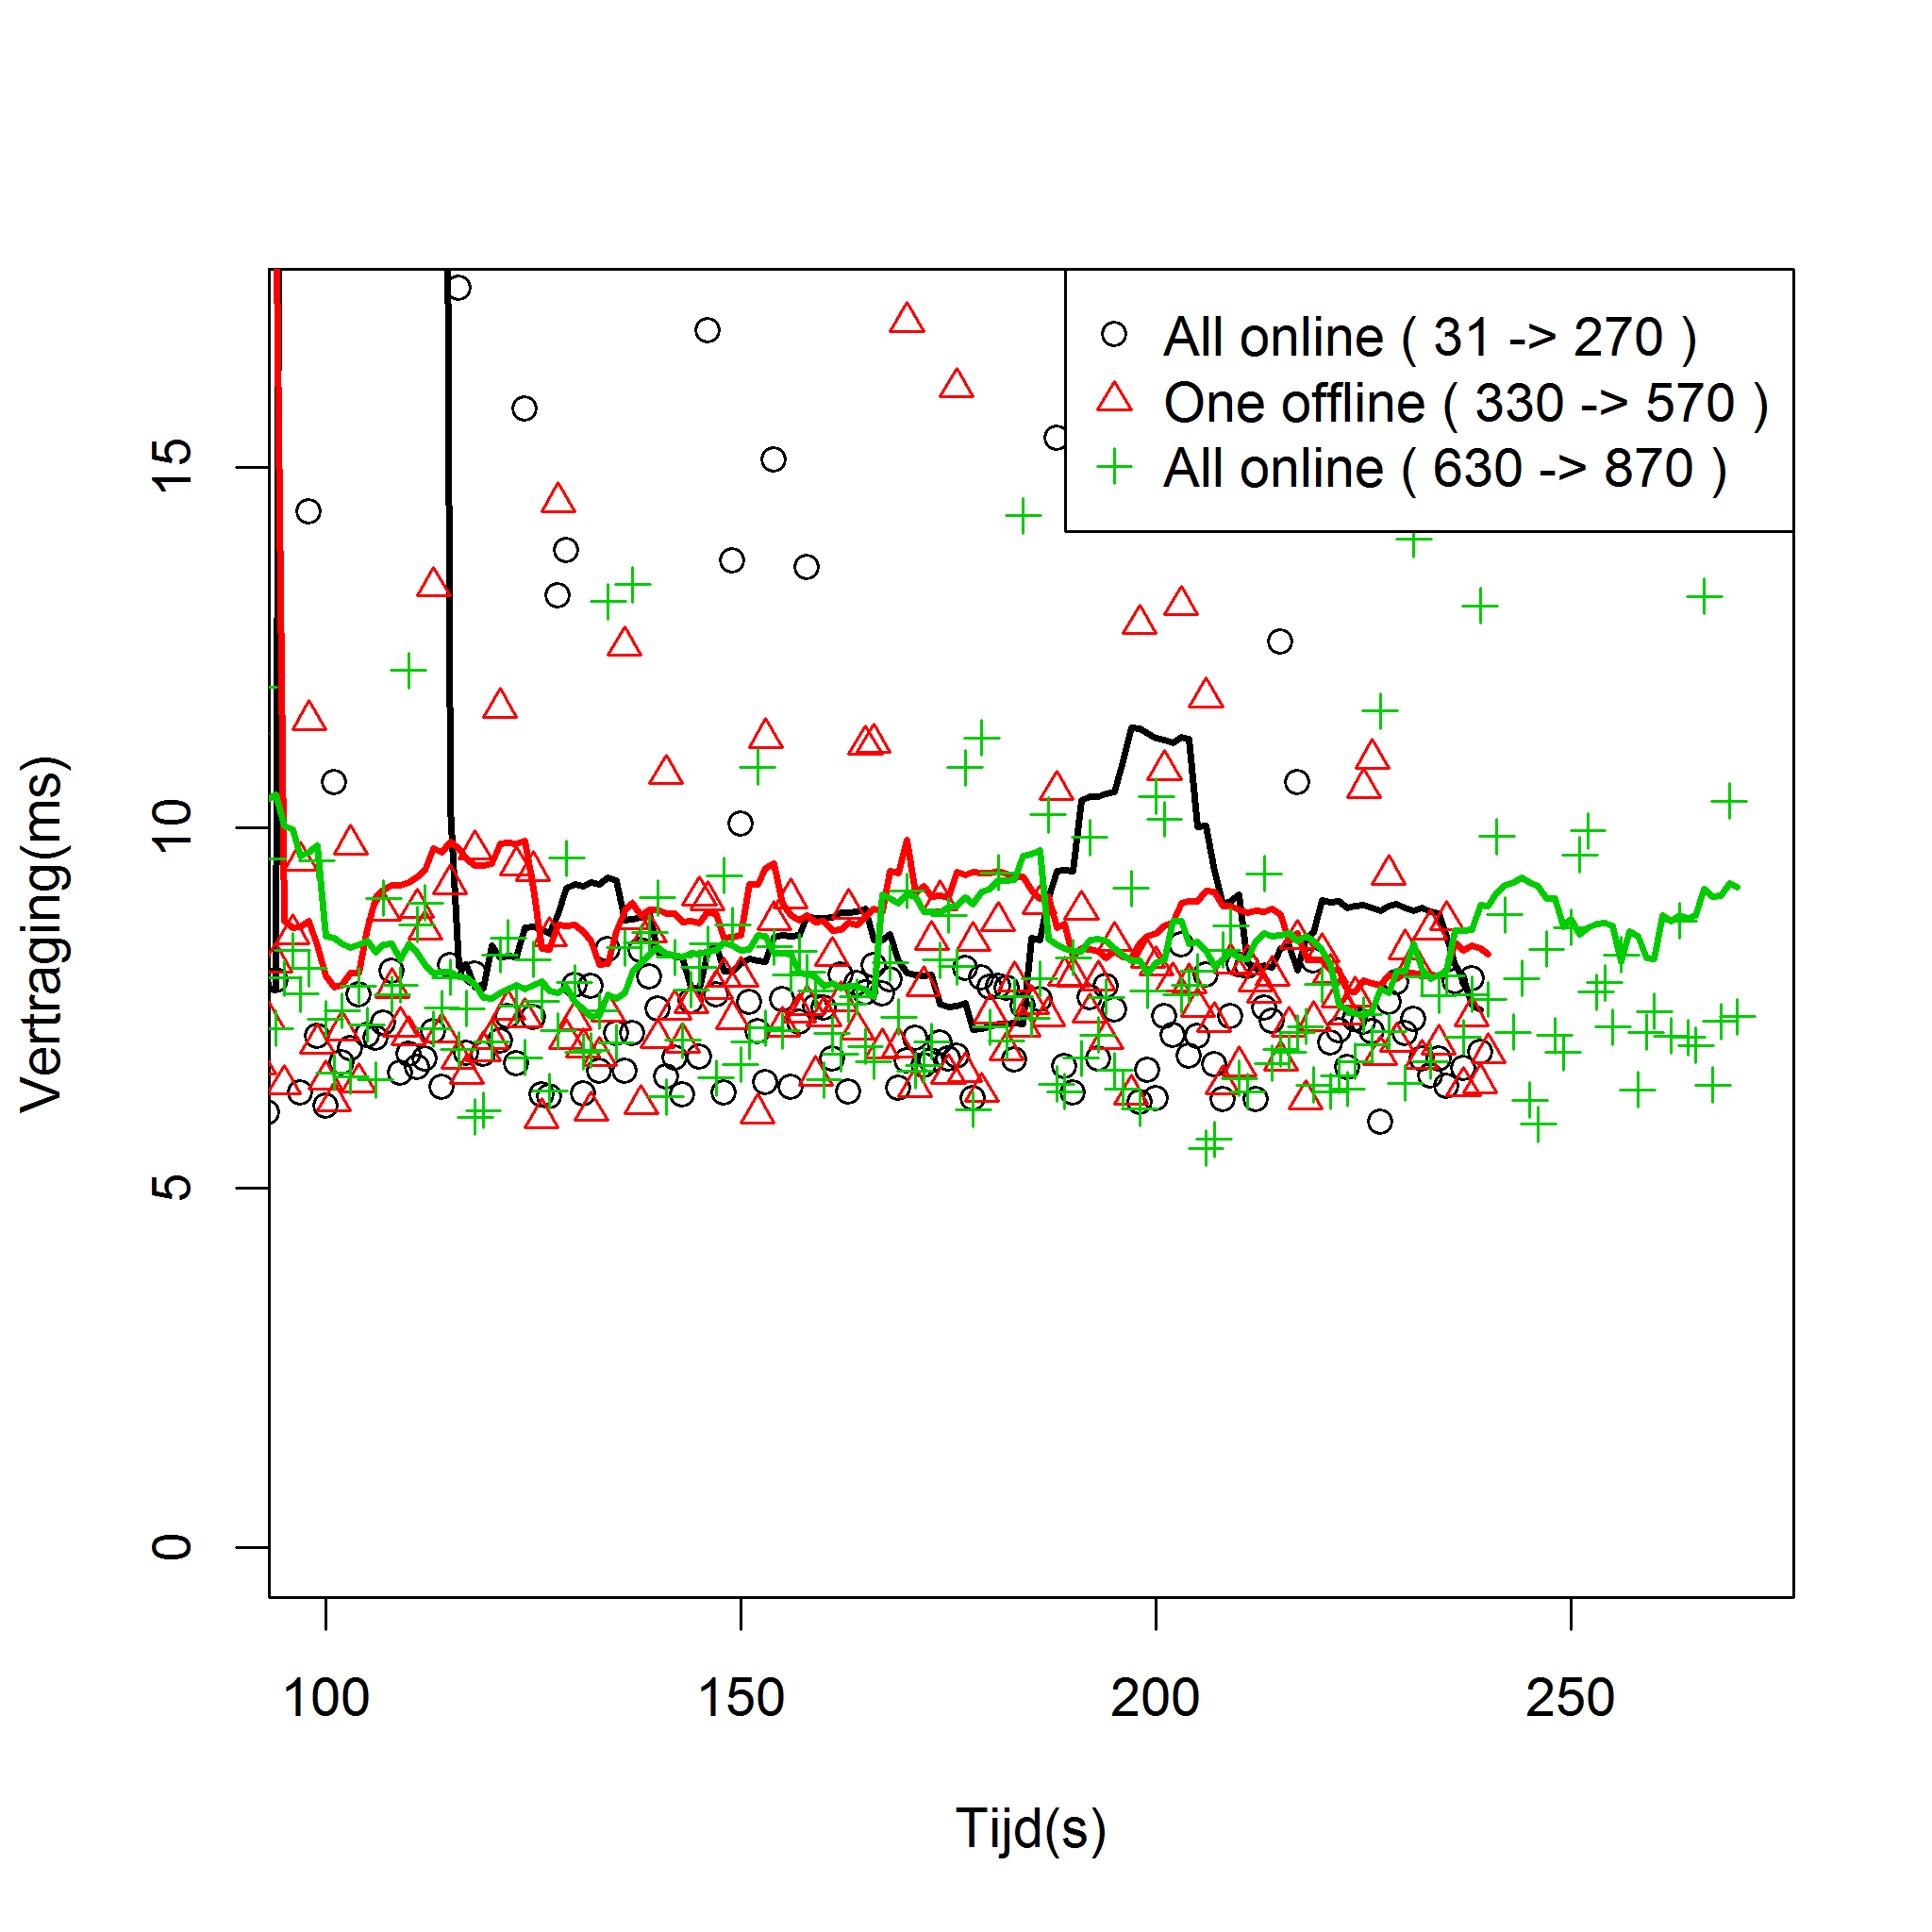 All online ( 31 -> 270 )
One offline ( 330 -> 570 )
All online ( 630 -> 870 )
Vertraging(ms)
15
10
5
0
100 150 200 250
Tijd(s)